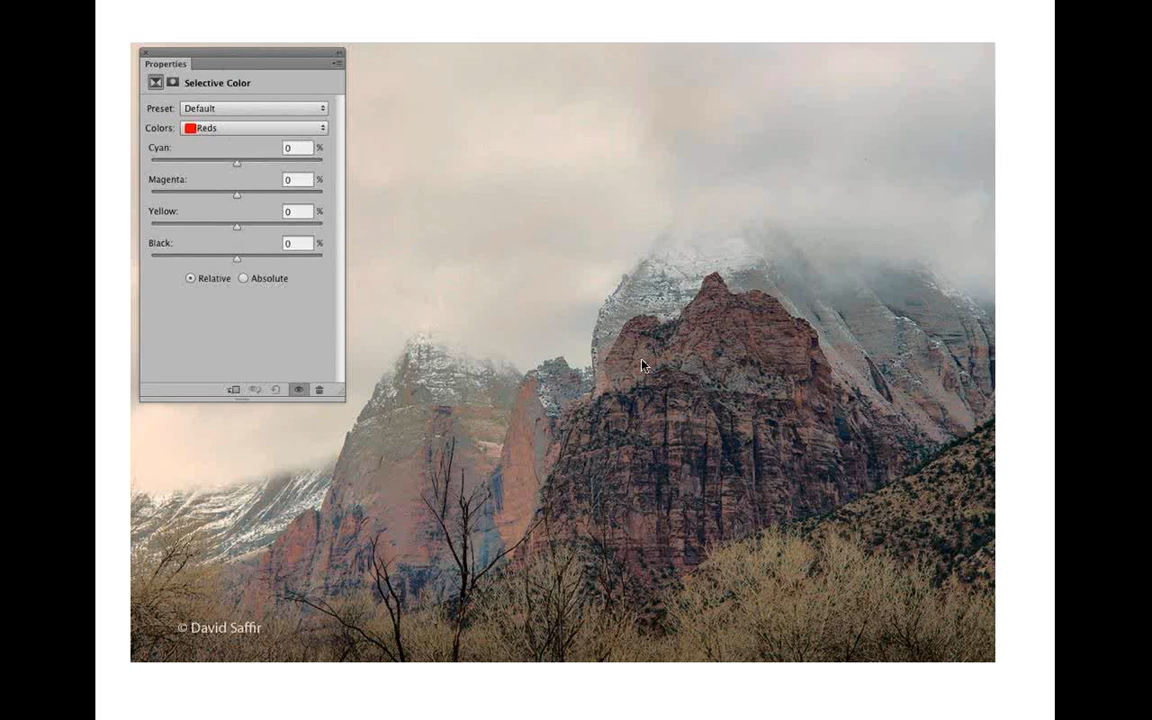 Properties
Selective Color
Preset: Default
Colors: Reds
Cyan: 0 %
Magenta: 0 %
Yellow: 0 %
Black: 0 %
Relative Absolute
© David Saffir